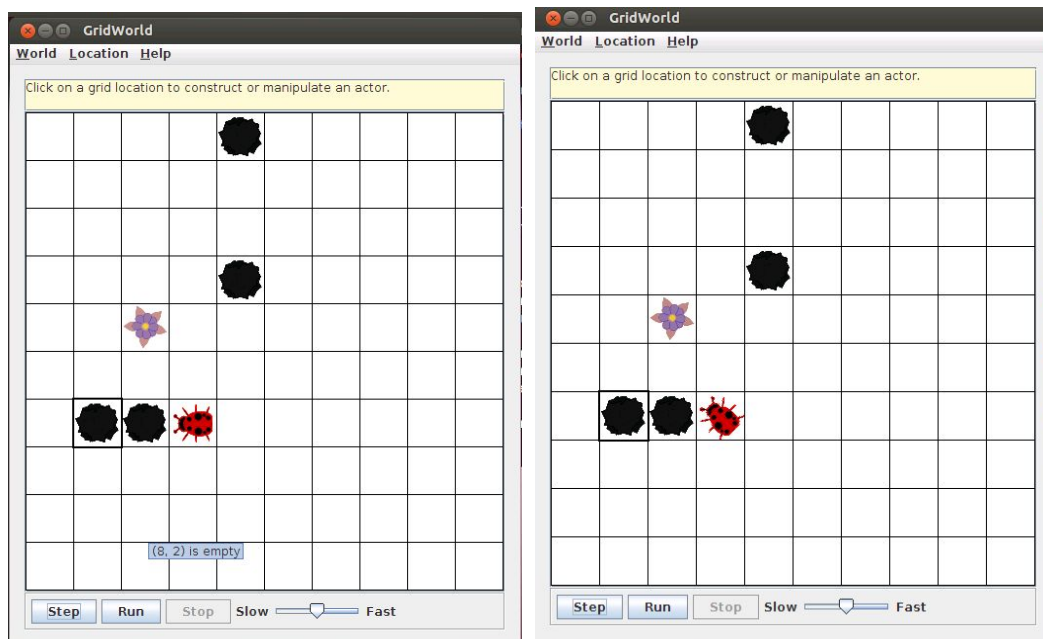 GridWorld
World Location Help
Click on a grid location to construct or manipulate an actor.
(8, 2) is empty
Step Run Stop Slow Fast
GridWorld
World Location Help
Click on a grid location to construct or manipulate an actor.
Step Run Stop Slow Fast